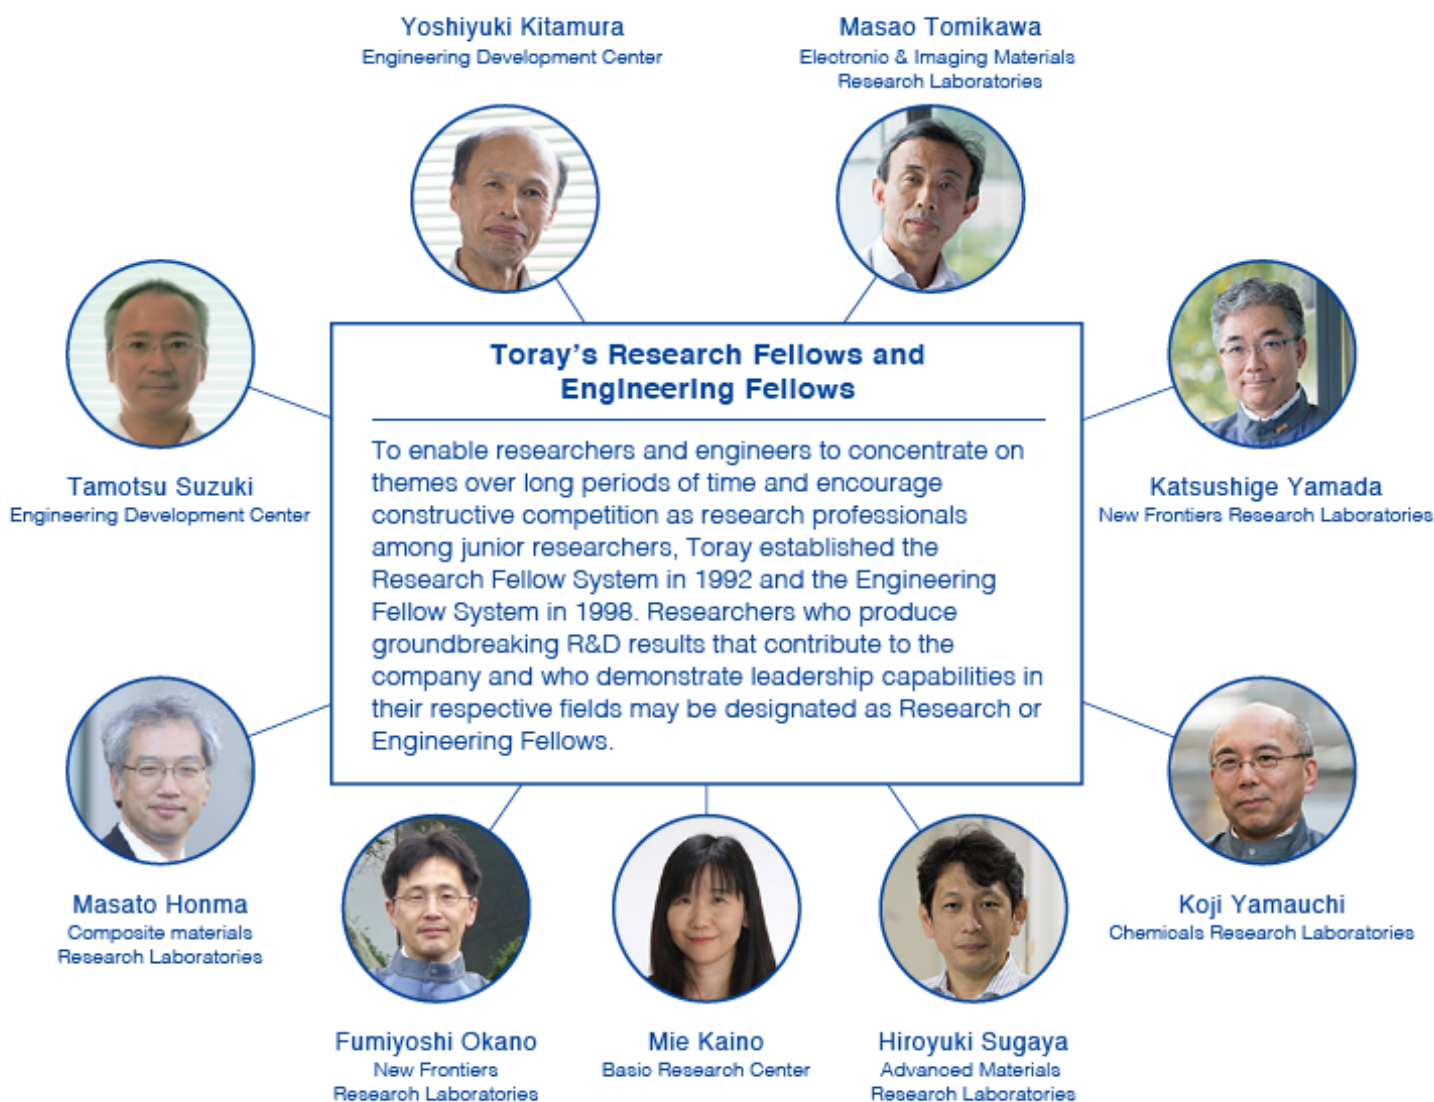 Yoshiyuki Kitamura
Engineering Development Center
Masao Tomikawa
Electronic & Imaging Materials
Research Laboratories
Toray’s Research Fellows and
Engineering Fellows
To enable researchers and engineers to concentrate on
themes over long periods of time and encourage
constructive competition as research professionals
among junior researchers, Toray established the
Research Fellow System in 1992 and the Engineering
Fellow System in 1998. Researchers who produce
groundbreaking R&D results that contribute to the
company and who demonstrate leadership capabilities in
their respective fields may be designated as Research or
Engineering Fellows.
Tamotsu Suzuki
Engineering Development Center
Katsushige Yamada
New Frontiers Research Laboratories
Masato Honma
Composite materials
Research Laboratories
Koji Yamauchi
Chemicals Research Laboratories
Fumiyoshi Okano
New Frontiers
Research Laboratories
Mie Kaino
Basic Research Center
Hiroyuki Sugaya
Advanced Materials
Research Laboratories